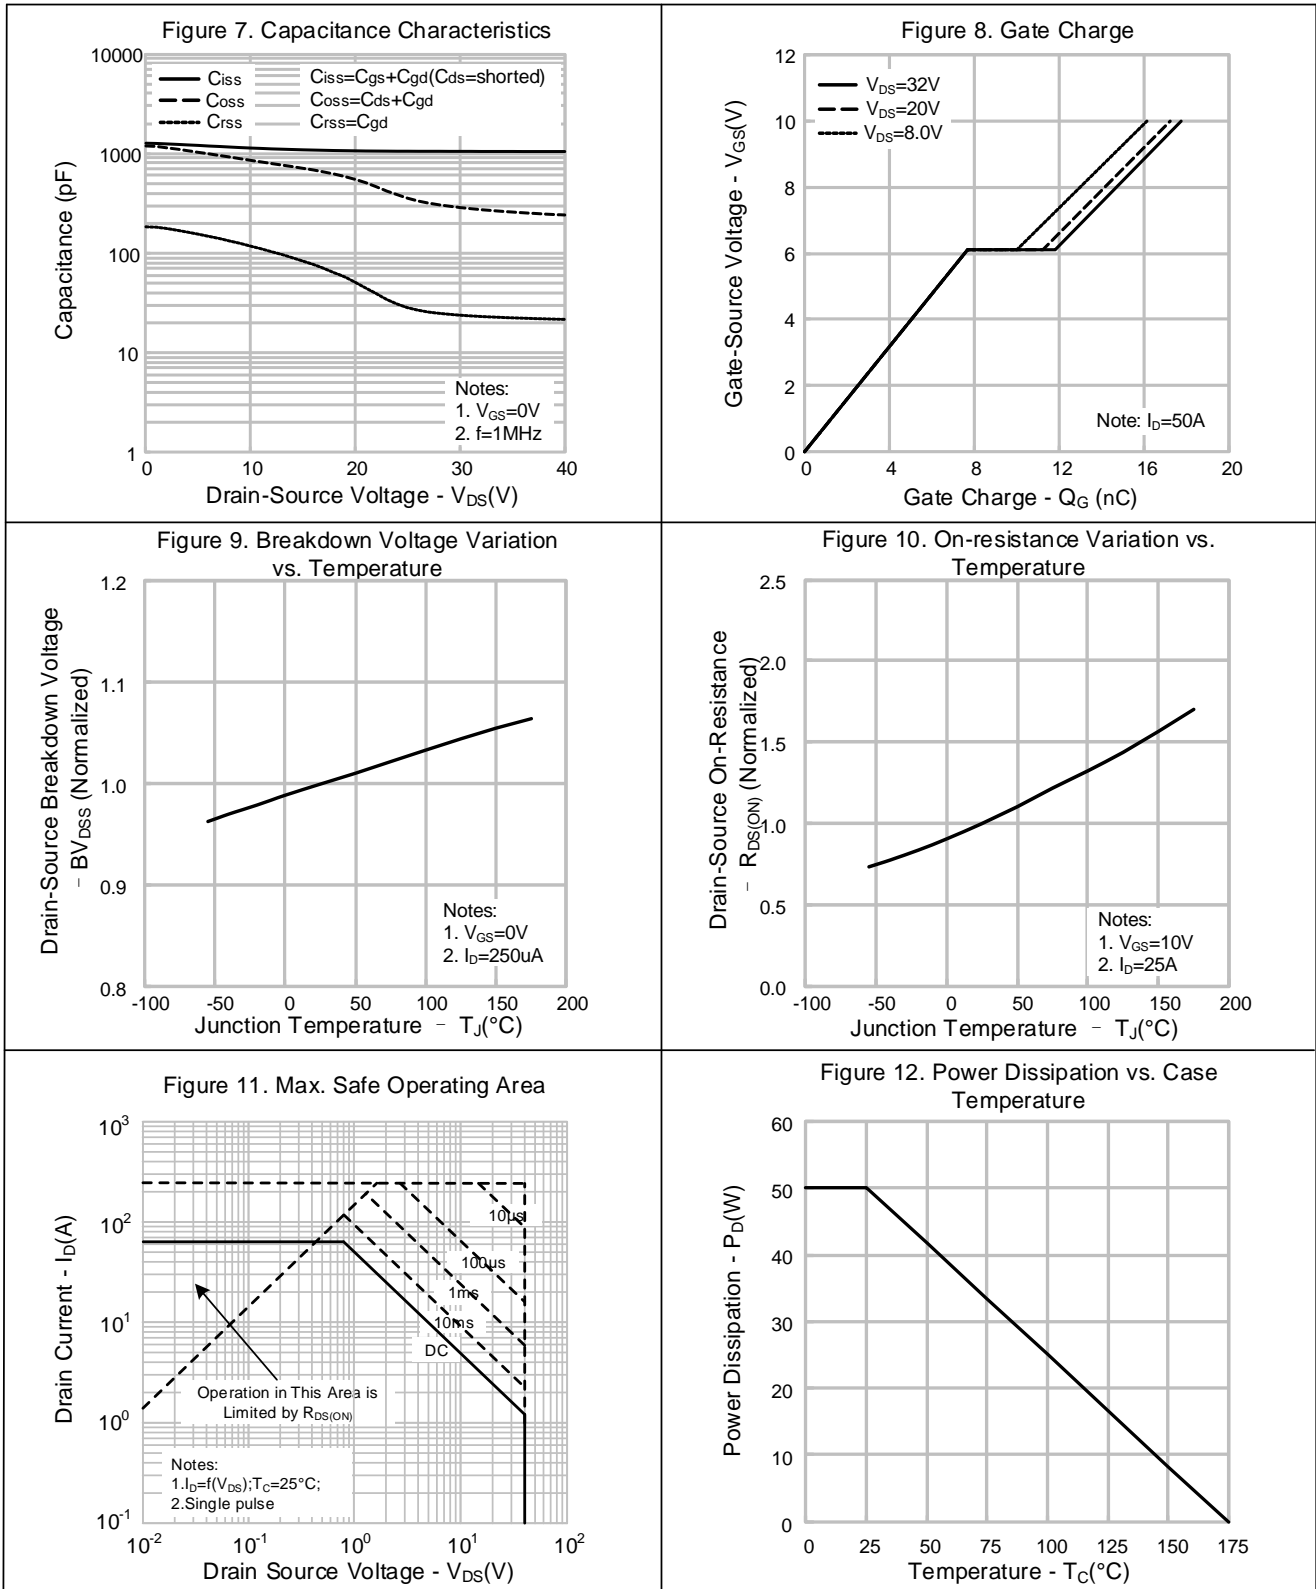 Figure 7. Capacitance Characteristics
Capacitance (pF)
10000
1000
100
10
1
Ciss
Coss
Crss
Ciss=Cgs+Cgd(Cds=shorted)
Coss=Cds+Cgd
Crss=Cgd
Notes:
1. VGS=0V
2. f=1MHz
0 10 20 30 40
Drain-Source Voltage - VDS(V)
Figure 8. Gate Charge
Gate-Source Voltage - VGS(V)
12
10
8
6
4
2
0
VDS=32V
VDS=20V
VDS=8.0V
Note: ID=50A
0 4 8 12 16 20
Gate Charge - QG (nC)
Figure 9. Breakdown Voltage Variation
vs. Temperature
Drain-Source Breakdown Voltage
– BVDSS (Normalized)
1.2
1.1
1.0
0.9
0.8
Notes:
1. VGS=0V
2. ID=250uA
-100 -50 0 50 100 150 200
Junction Temperature – TJ(°C)
Figure 10. On-resistance Variation vs.
Temperature
Drain-Source On-Resistance
– RDS(ON) (Normalized)
2.5
2.0
1.5
1.0
0.5
0.0
Notes:
1. VGS=10V
2. ID=25A
-100 -50 0 50 100 150 200
Junction Temperature – TJ(°C)
Figure 11. Max. Safe Operating Area
Drain Current - ID(A)
10³
10²
10¹
10⁰
10⁻¹
10µs
100µs
1ms
10ms
DC
Operation in This Area is
Limited by RDS(ON)
Notes:
1.ID=f(VDS);TC=25°C;
2.Single pulse
10⁻² 10⁻¹ 10⁰ 10¹ 10²
Drain Source Voltage - VDS(V)
Figure 12. Power Dissipation vs. Case
Temperature
Power Dissipation - PD(W)
60
50
40
30
20
10
0
0 25 50 75 100 125 150 175
Temperature - TC(°C)